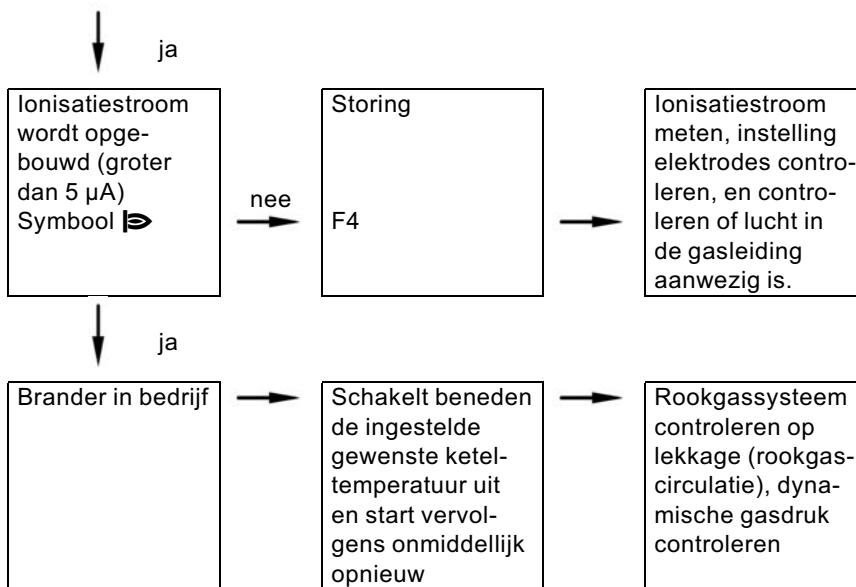 ja
Ionisatiestroom
wordt opge-
bouwd (groter
dan 5 µA)
Symbool
nee
Storing
F4
Ionisatiestroom
meten, instelling
elektrodes contro-
leren, en contro-
leren of lucht in
de gasleiding
aanwezig is.
ja
Brander in bedrijf
Schakelt beneden
de ingestelde
gewenste ketel-
temperatuur uit
en start vervol-
gens onmiddellijk
opnieuw
Rookgassysteem
controleren op
lekkage (rookgas-
circulatie), dyna-
mische gasdruk
controleren